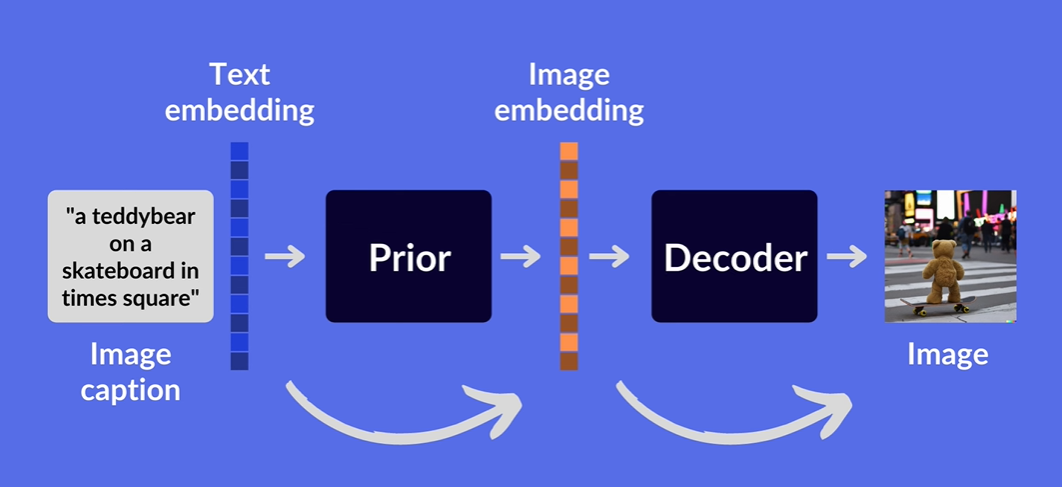 Text
embedding
Image
embedding
"a teddybear
on a
skateboard in
times square"
Prior
Decoder
Image
caption
Image